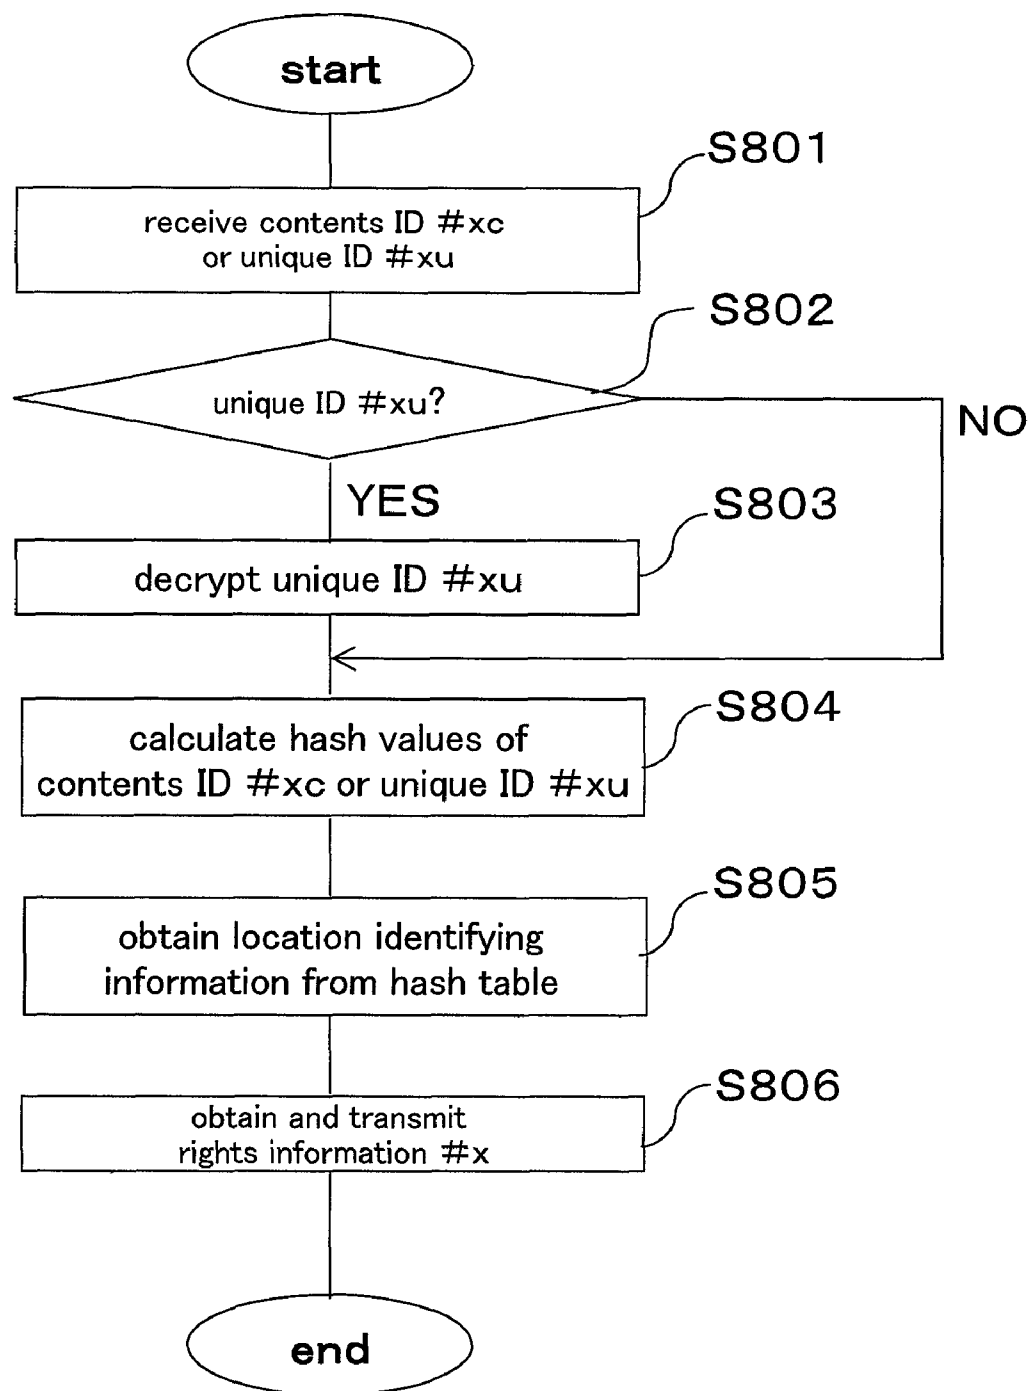 start
S801
receive contents ID #xc
or unique ID #xu
S802
unique ID #xu?
NO
YES
S803
decrypt unique ID #xu
S804
calculate hash values of
contents ID #xc or unique ID #xu
S805
obtain location identifying
information from hash table
S806
obtain and transmit
rights information #x
end